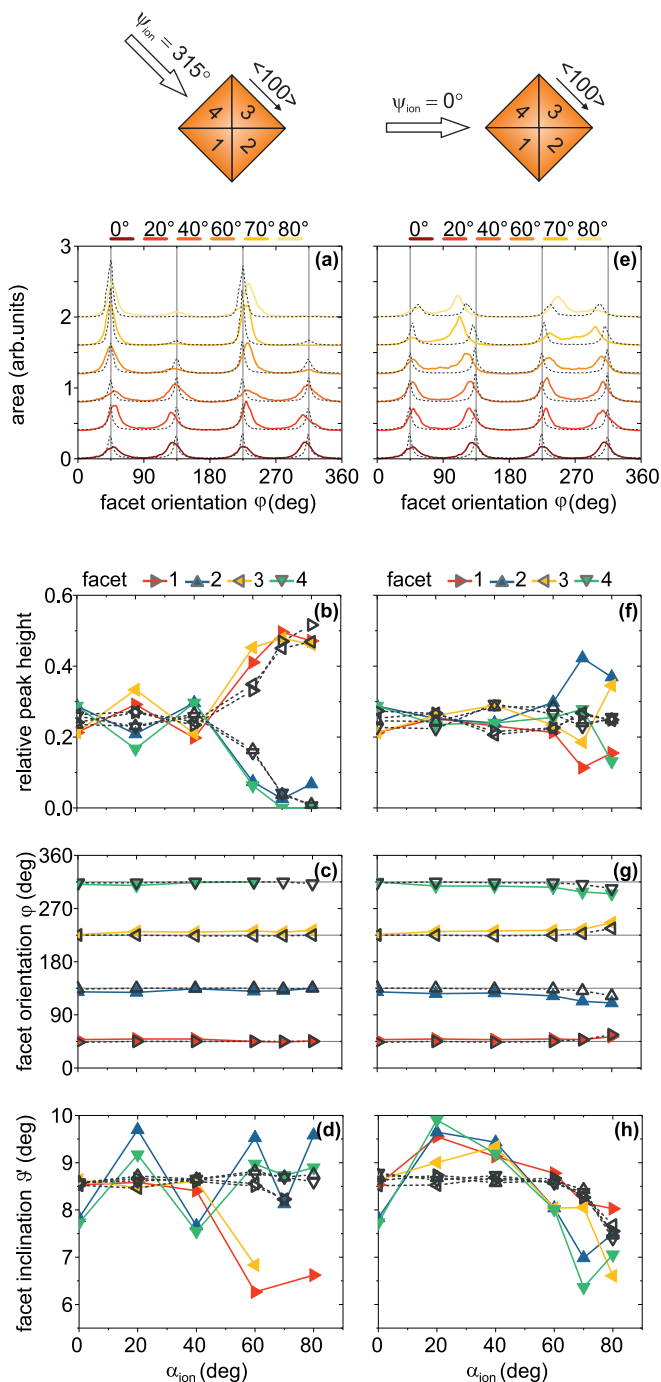 ψion = 315°
<100>
4 3
1 2
ψion = 0°
<100>
4 3
1 2
0° 20° 40° 60° 70° 80°
(a)
area (arb.units)
3
2
1
0
0 90 180 270 360
facet orientation φ(deg)
0° 20° 40° 60° 70° 80°
(e)
0 90 180 270 360
facet orientation φ(deg)
facet 1 2 3 4
(b)
relative peak height
0.6
0.4
0.2
0.0
facet 1 2 3 4
(f)
(c)
facet orientation φ (deg)
360
270
180
90
0
(g)
(d)
facet inclination ϑ (deg)
10
9
8
7
6
0 20 40 60 80
αion (deg)
(h)
0 20 40 60 80
αion (deg)